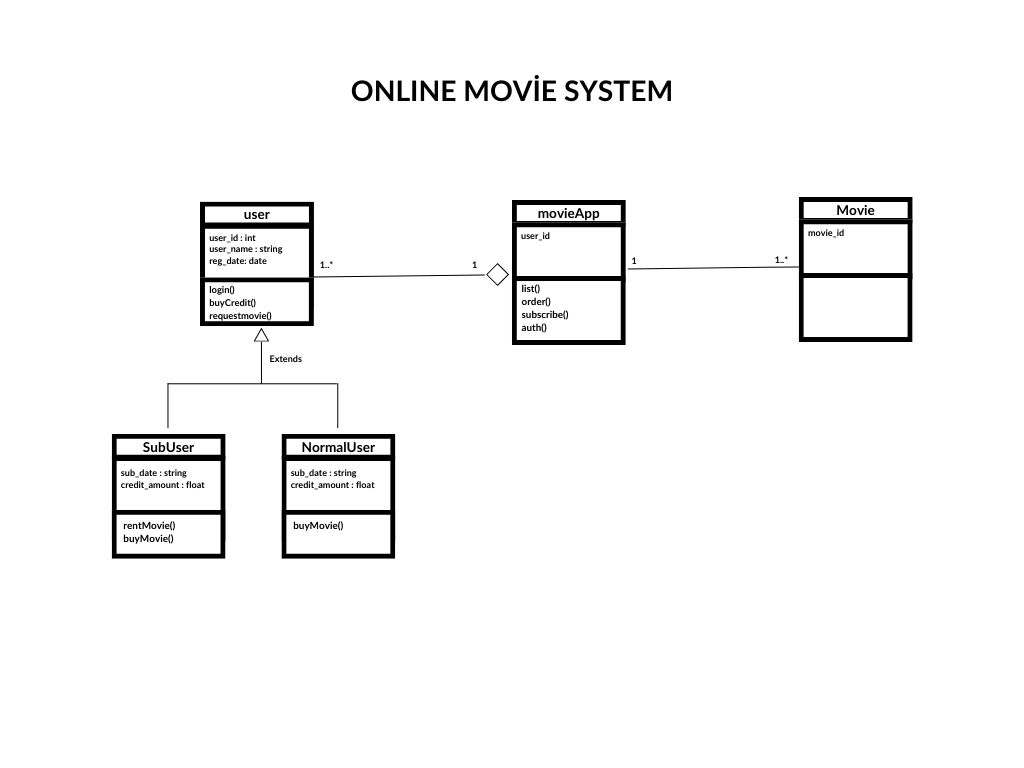 ONLINE MOVİE SYSTEM
user
user_id : int
user_name : string
reg_date: date
login()
buyCredit()
requestmovie()
1..*
1
movieApp
user_id
list()
order()
subscribe()
auth()
1
1..*
Movie
movie_id
Extends
SubUser
sub_date : string
credit_amount : float
rentMovie()
buyMovie()
NormalUser
sub_date : string
credit_amount : float
buyMovie()